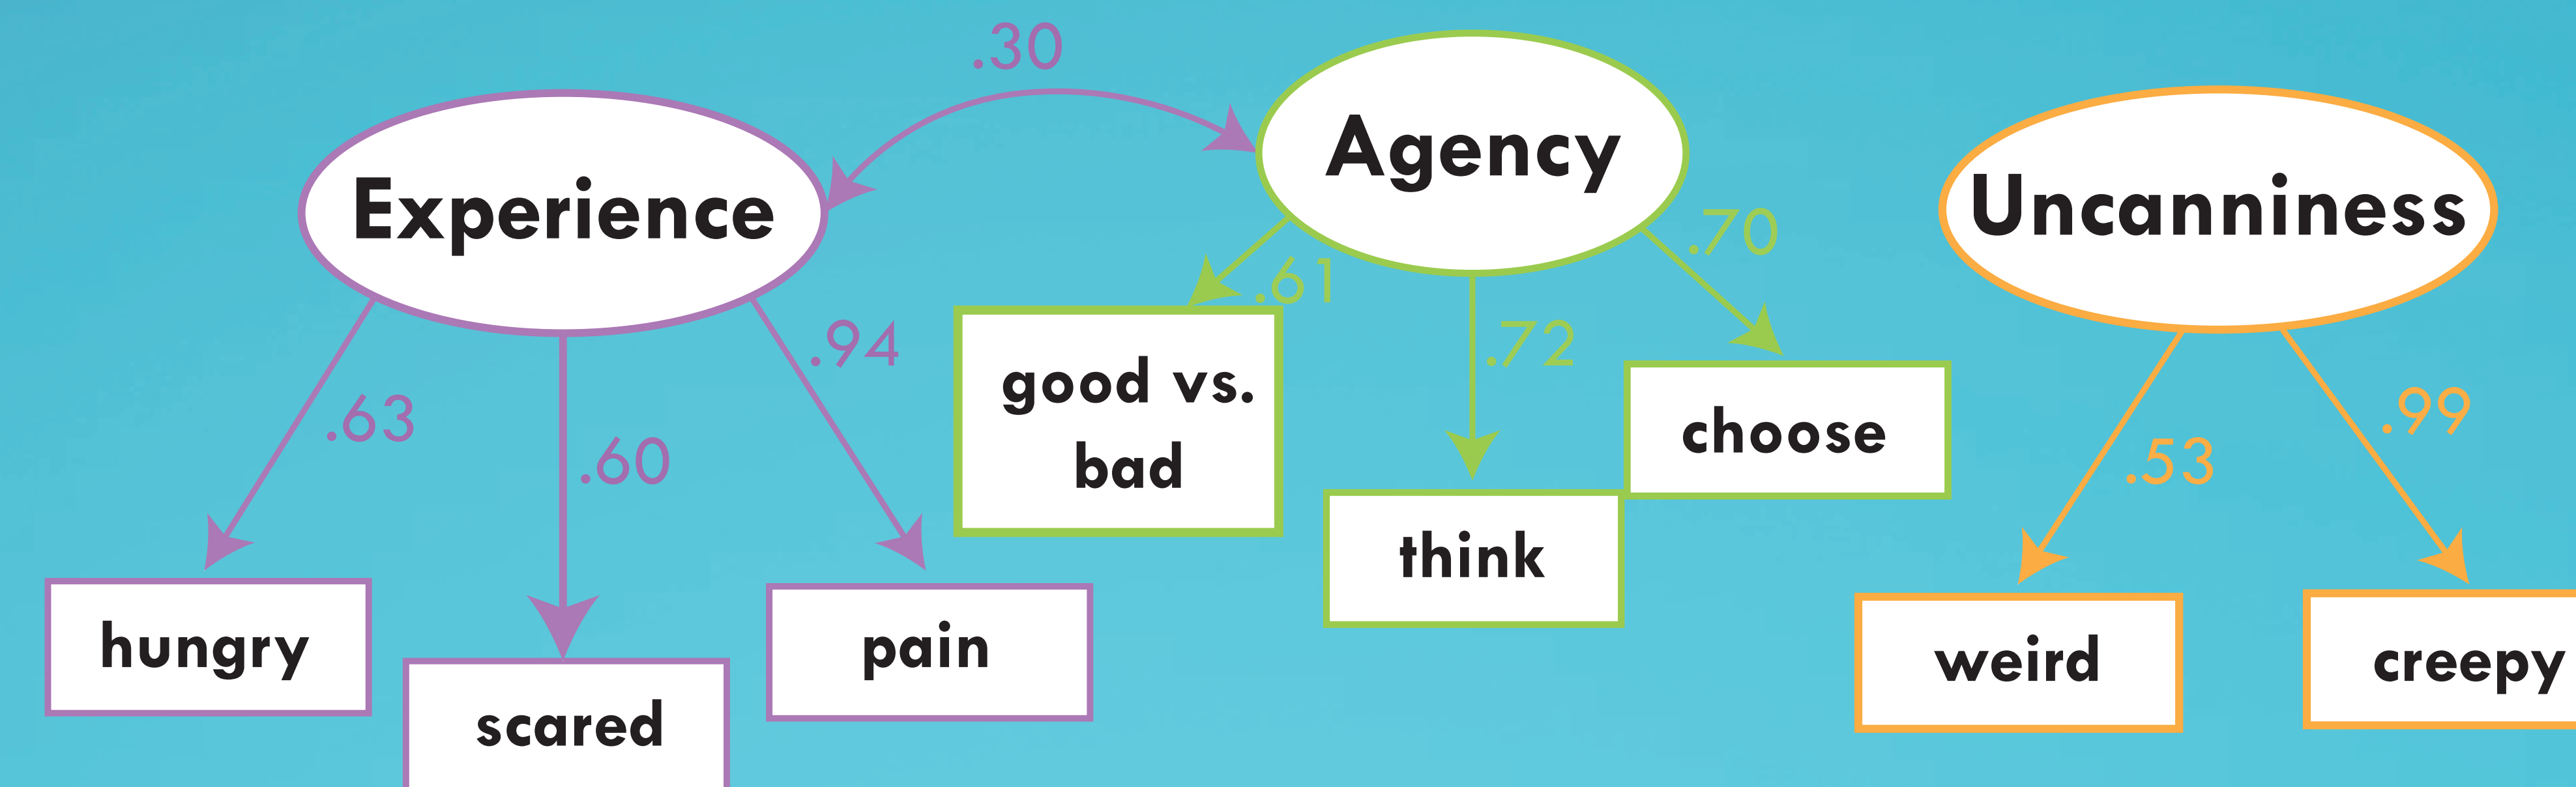 .30
Agency
Experience
Uncanniness
.70
.61
.94
.72
good vs.
bad
.63
.60
choose
.99
.53
think
hungry
scared
pain
weird
creepy